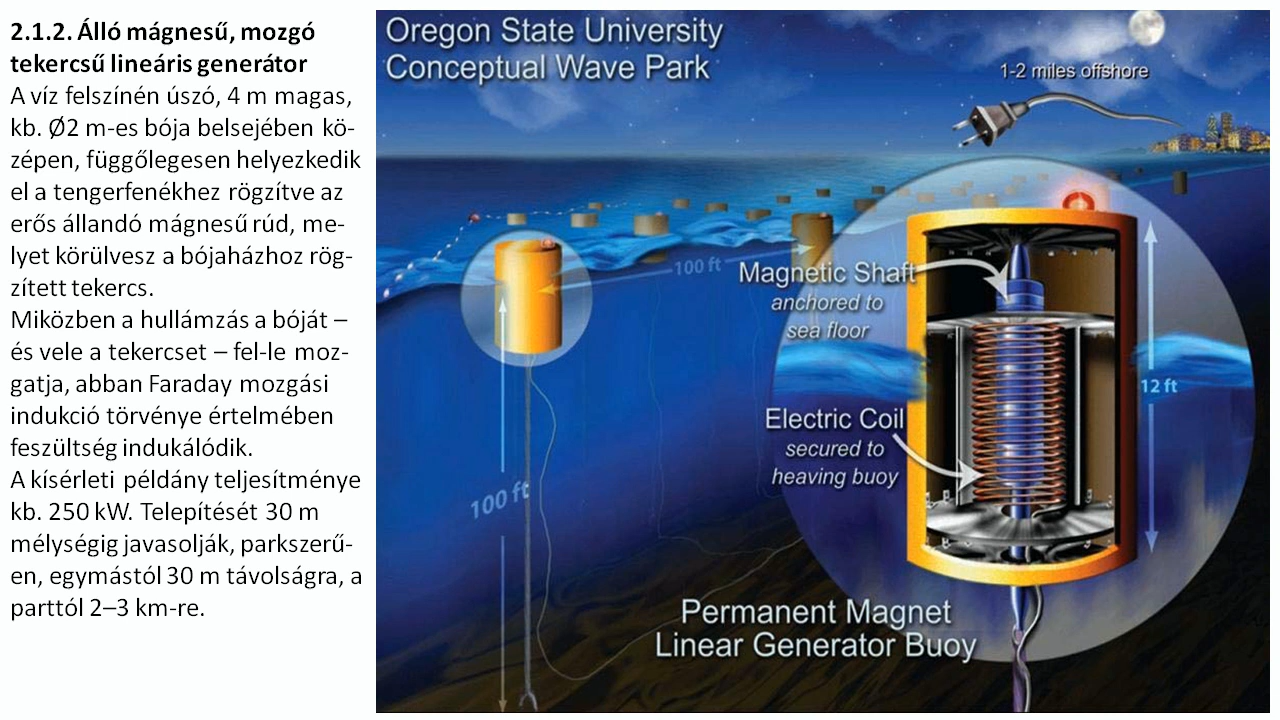 2.1.2. Álló mágnesű, mozgó
tekercsű lineáris generátor
A víz felszínén úszó, 4 m magas,
kb. Ø2 m-es bója belsejében kö-
zépen, függőlegesen helyezkedik
el a tengerfenékhez rögzítve az
erős állandó mágnesű rúd, me-
lyet körülvesz a bójaházhoz rög-
zített tekercs.
Miközben a hullámzás a bóját –
és vele a tekercset – fel-le moz-
gatja, abban Faraday mozgási
indukció törvénye értelmében
feszültség indukálódik.
A kísérleti példány teljesítménye
kb. 250 kW. Telepítését 30 m
mélységig javasolják, parkszerű-
en, egymástól 30 m távolságra, a
parttól 2–3 km-re.
Oregon State University
Conceptual Wave Park
1-2 miles offshore
100 ft
Magnetic Shaft
anchored to
sea floor
12 ft
Electric Coil
secured to
heaving buoy
100 ft
Permanent Magnet
Linear Generator Buoy